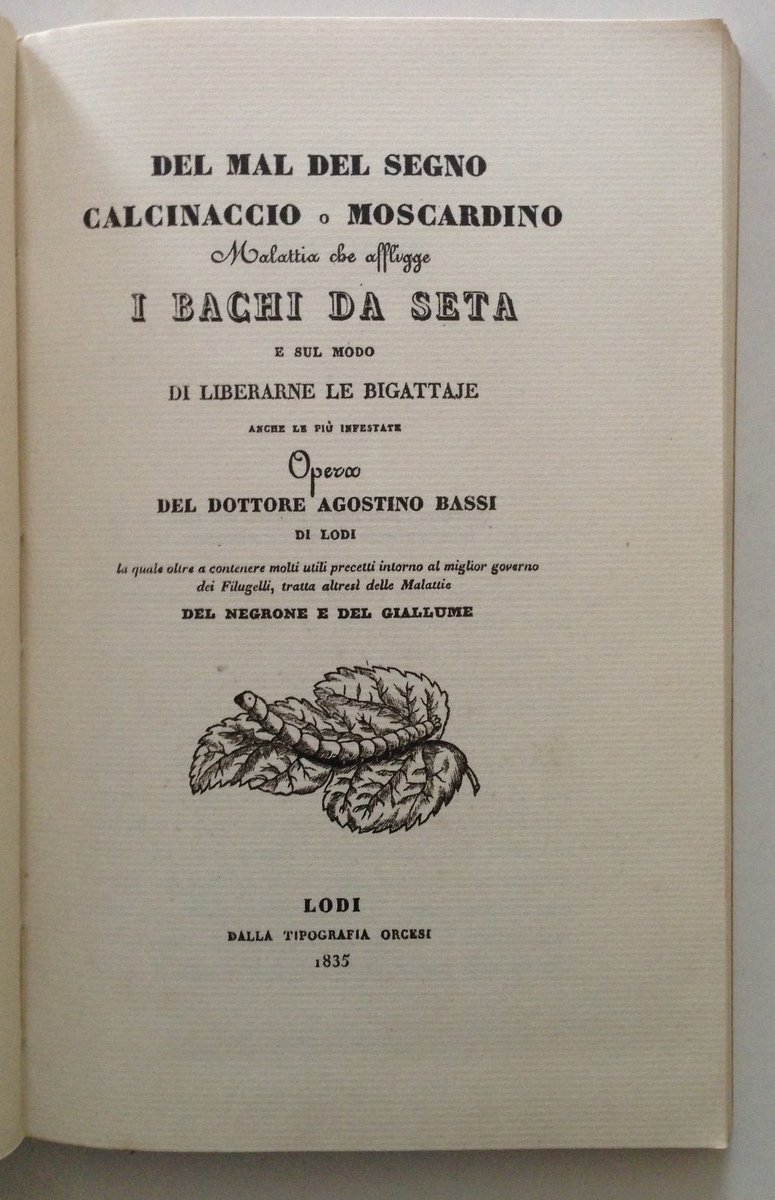 DEL MAL DEL SEGNO
CALCINACCIO o MOSCARDINO
Malattia che affligge
I BACHI DA SETA
E SUL MODO
DI LIBERARNE LE BIGATTAJE
ANCHE LE PIÙ INFESTATE
Opera
DEL DOTTORE AGOSTINO BASSI
DI LODI
la quale oltre a contenere molti utili precetti intorno al miglior governo
dei Filugelli, tratta altresì delle Malattie
DEL NEGRONE E DEL GIALLUME
LODI
DALLA TIPOGRAFIA ORCESI
1835